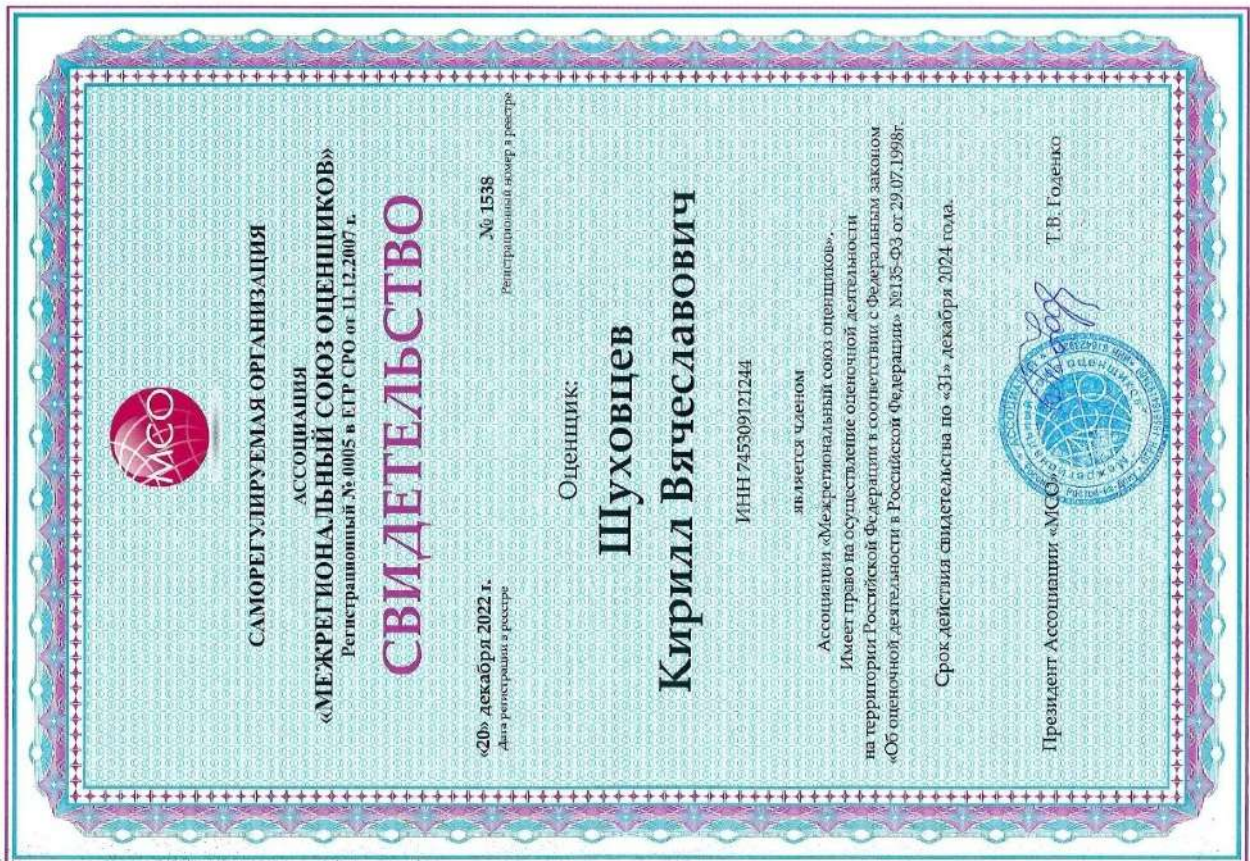 МСО
САМОРЕГУЛИРУЕМАЯ ОРГАНИЗАЦИЯ
АССОЦИАЦИЯ
«МЕЖРЕГИОНАЛЬНЫЙ СОЮЗ ОЦЕНЩИКОВ»
Регистрационный № 0005 в ЕГР СРО от 11.12.2007 г.
СВИДЕТЕЛЬСТВО
«20» декабря 2022 г. № 1538
Дата регистрации в реестре Регистрационный номер в реестре
Оценщик:
Шуховцев
Кирилл Вячеславович
ИНН 745309121244
является членом
Ассоциации «Межрегиональный союз оценщиков».
Имеет право на осуществление оценочной деятельности
на территории Российской Федерации в соответствии с Федеральным законом
«Об оценочной деятельности в Российской Федерации» №135-ФЗ от 29.07.1998г.
Срок действия свидетельства по «31» декабря 2024 года.
Президент Ассоциации «МСО» Т.В. Годенко